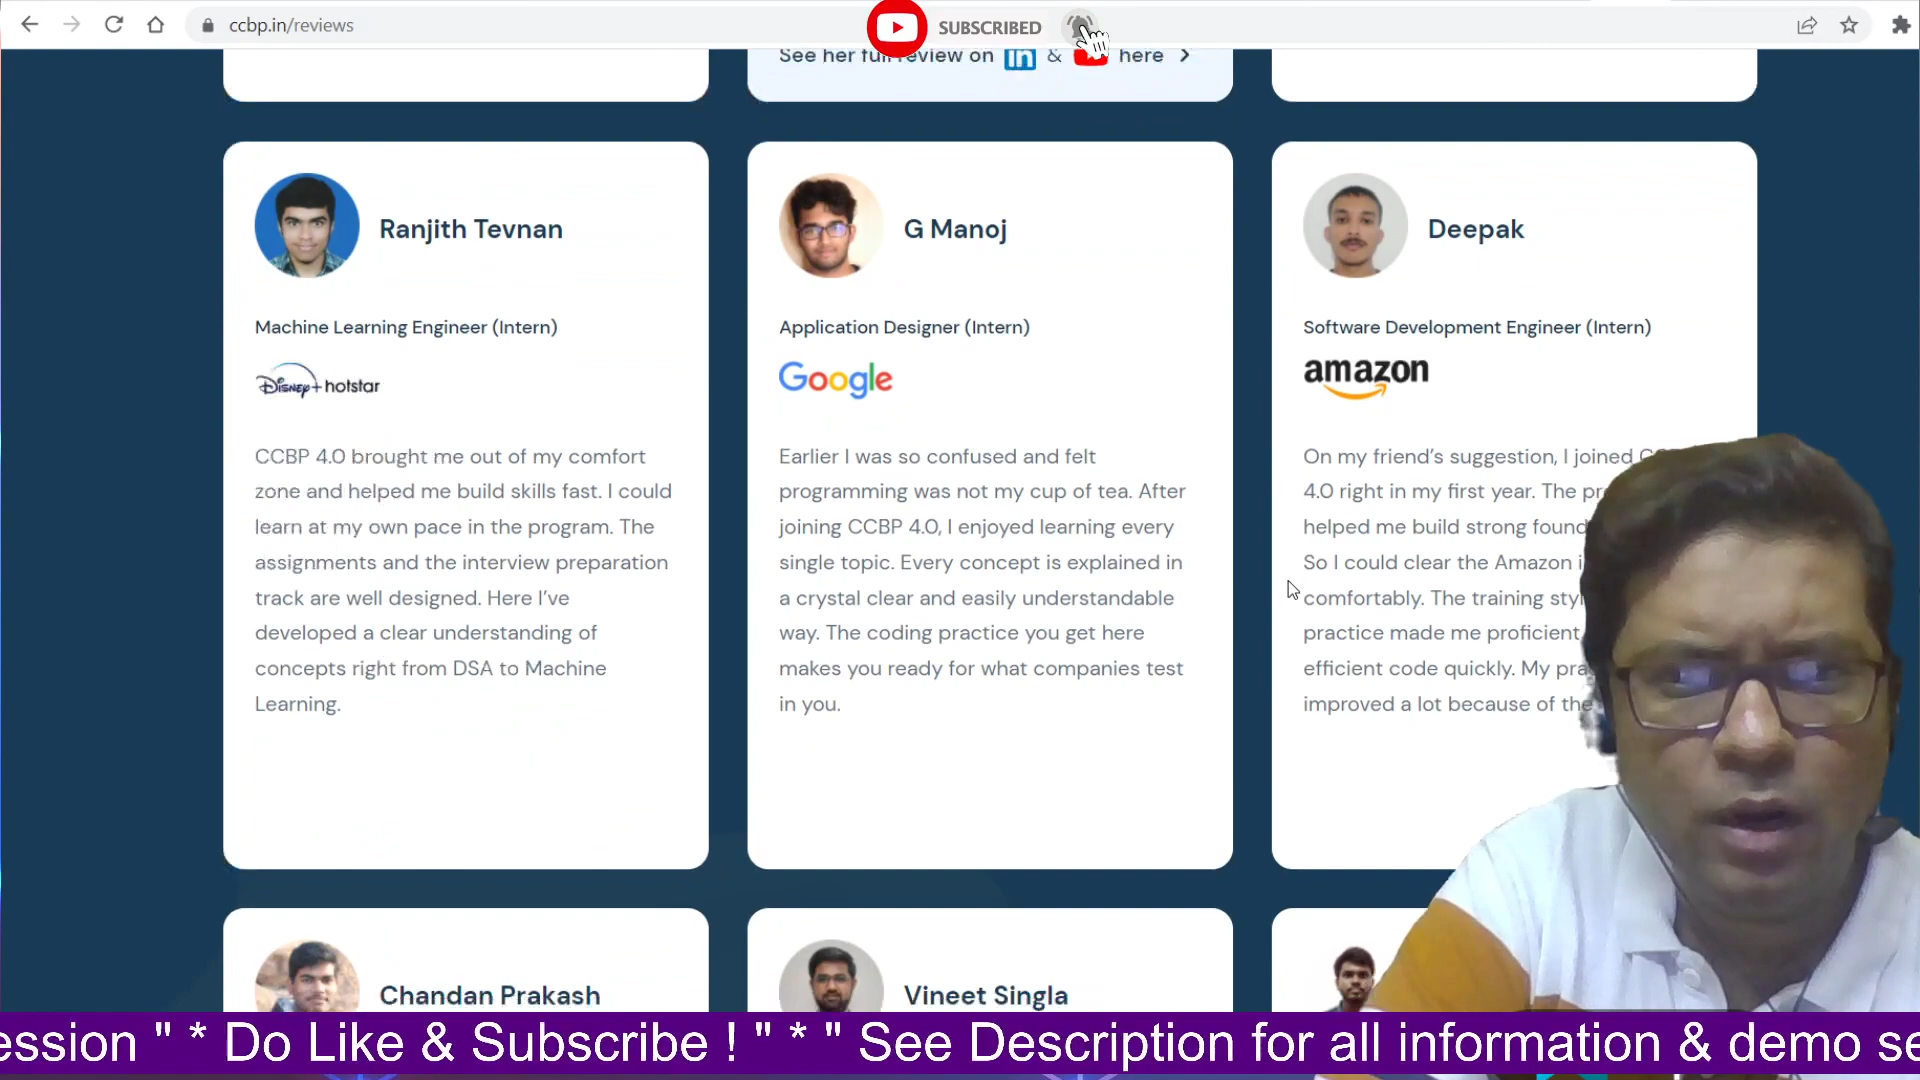 ccbp.in/reviews
SUBSCRIBED
See her full review on in & here
Ranjith Tevnan
Machine Learning Engineer (Intern)
Disney+ hotstar
CCBP 4.0 brought me out of my comfort
zone and helped me build skills fast. I could
learn at my own pace in the program. The
assignments and the interview preparation
track are well designed. Here I've
developed a clear understanding of
concepts right from DSA to Machine
Learning.
G Manoj
Application Designer (Intern)
Google
Earlier I was so confused and felt
programming was not my cup of tea. After
joining CCBP 4.0, I enjoyed learning every
single topic. Every concept is explained in
a crystal clear and easily understandable
way. The coding practice you get here
makes you ready for what companies test
in you.
Deepak
Software Development Engineer (Intern)
amazon
On my friend's suggestion, I joined
4.0 right in my first year. The
helped me build strong
So I could clear the Amazon
comfortably. The training
practice made me proficient
efficient code quickly. My
improved a lot because of the
Chandan Prakash
Vineet Singla
ession " * Do Like & Subscribe ! " * " See Description for all information & demo se